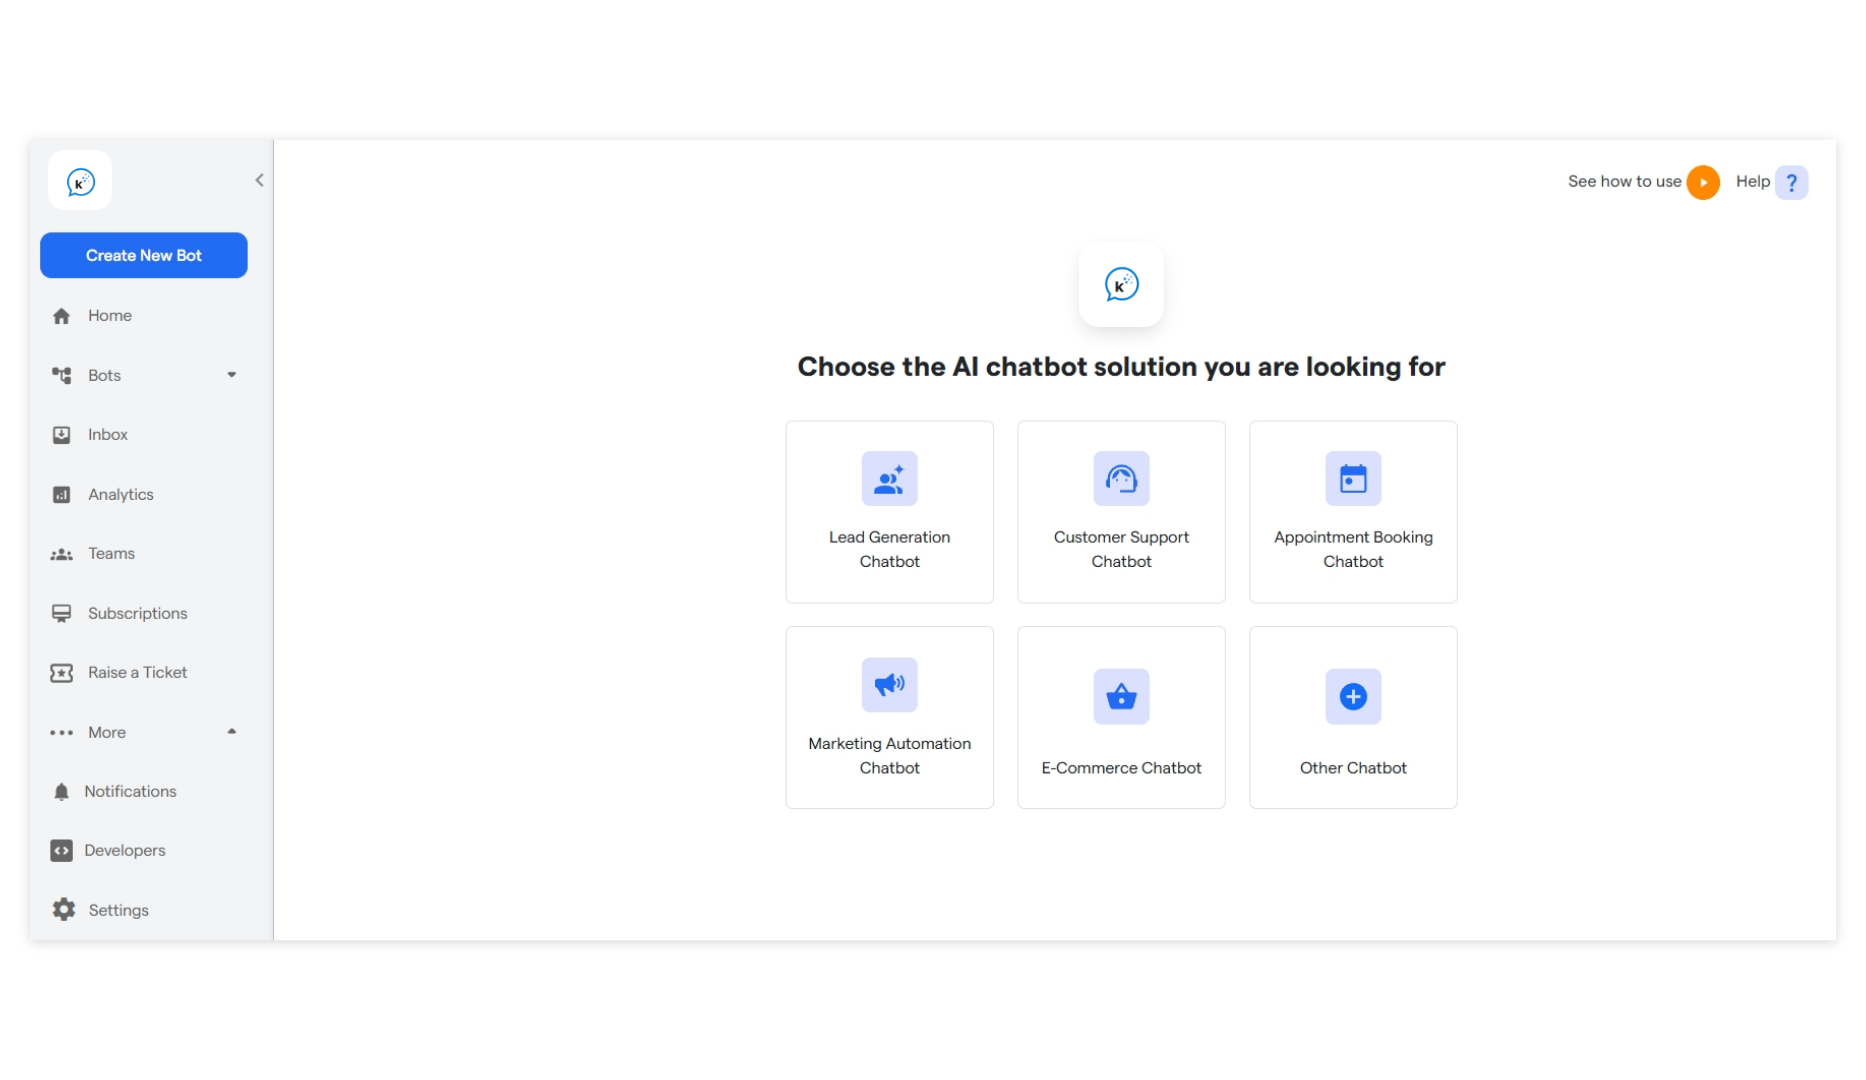 k
Create New Bot
Home
Bots
Inbox
Analytics
Teams
Subscriptions
Raise a Ticket
More
Notifications
Developers
Settings
See how to use
Help ?
k
Choose the AI chatbot solution you are looking for
Lead Generation
Chatbot
Customer Support
Chatbot
Appointment Booking
Chatbot
Marketing Automation
Chatbot
E-Commerce Chatbot
Other Chatbot